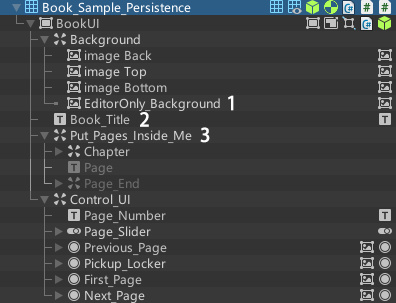 Book_Sample_Persistence
BookUI
Background
image Back
image Top
image Bottom
EditorOnly_Background 1
Book_Title 2
Put_Pages_Inside_Me 3
Chapter
Page
Page_End
Control_UI
Page_Number
Page_Slider
Previous_Page
Pickup_Locker
First_Page
Next_Page